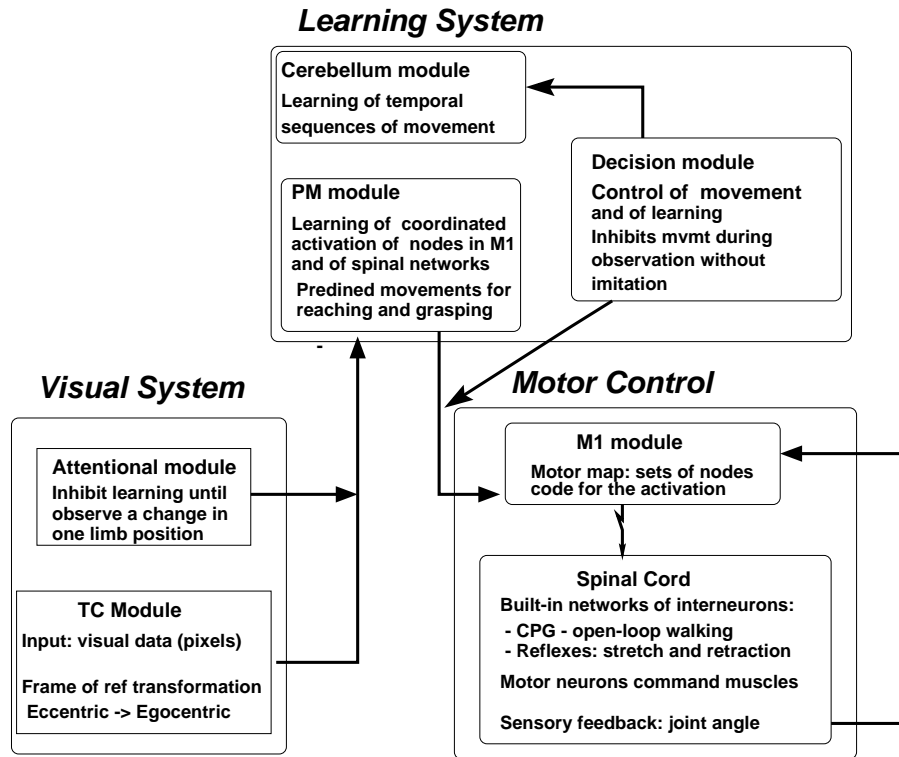 Learning System
Cerebellum module
Learning of temporal
sequences of movement
Decision module
Control of movement
and of learning
Inhibits mvmt during
observation without
imitation
PM module
Learning of coordinated
activation of nodes in M1
and of spinal networks
Predined movements for
reaching and grasping
-
Visual System
Attentional module
Inhibit learning until
observe a change in
one limb position
TC Module
Input: visual data (pixels)
Frame of ref transformation
Eccentric -> Egocentric
Motor Control
M1 module
Motor map: sets of nodes
code for the activation
Spinal Cord
Built-in networks of interneurons:
- CPG - open-loop walking
- Reflexes: stretch and retraction
Motor neurons command muscles
Sensory feedback: joint angle